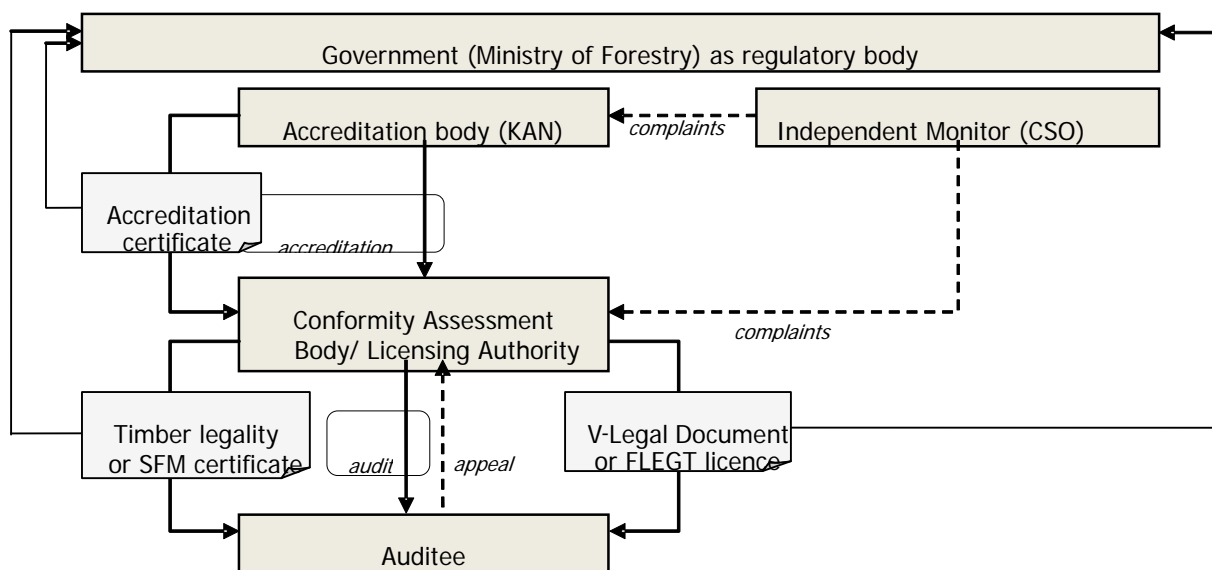 Government (Ministry of Forestry) as regulatory body
Accreditation body (KAN)
complaints
Independent Monitor (CSO)
Accreditation
certificate
accreditation
Conformity Assessment
Body/ Licensing Authority
complaints
Timber legality
or SFM certificate
audit
appeal
V-Legal Document
or FLEGT licence
Auditee